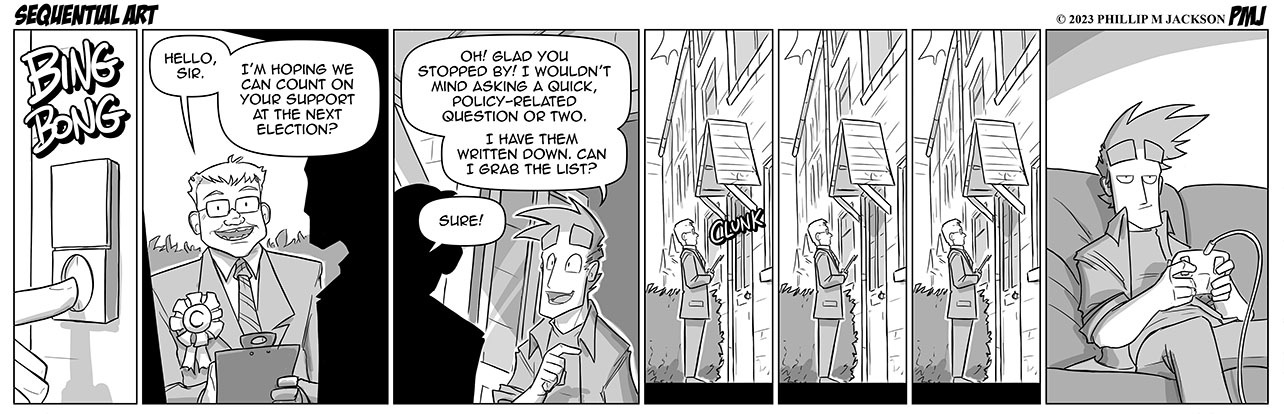 SEQUENTIAL ART
© 2023 PHILLIP M JACKSON PMJ
BING
BONG
HELLO,
SIR.
I'M HOPING WE
CAN COUNT ON
YOUR SUPPORT
AT THE NEXT
ELECTION?
C
OH! GLAD YOU
STOPPED BY! I WOULDN'T
MIND ASKING A QUICK,
POLICY-RELATED
QUESTION OR TWO.
I HAVE THEM
WRITTEN DOWN. CAN
I GRAB THE LIST?
SURE!
CLUNK